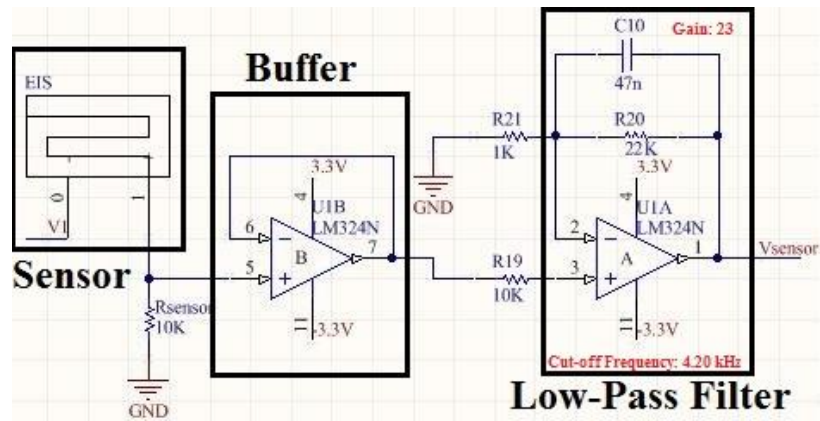 EIS
0
1
V1
Sensor
Rsensor
10K
GND
Buffer
3.3V
4
U1B
LM324N
6
7
B
5
11
-3.3V
R21
1K
GND
R19
10K
C10
Gain: 23
47n
R20
22K
3.3V
4
U1A
LM324N
2
1
Vsensor
A
3
11
-3.3V
Cut-off Frequency: 4.20 kHz
Low-Pass Filter